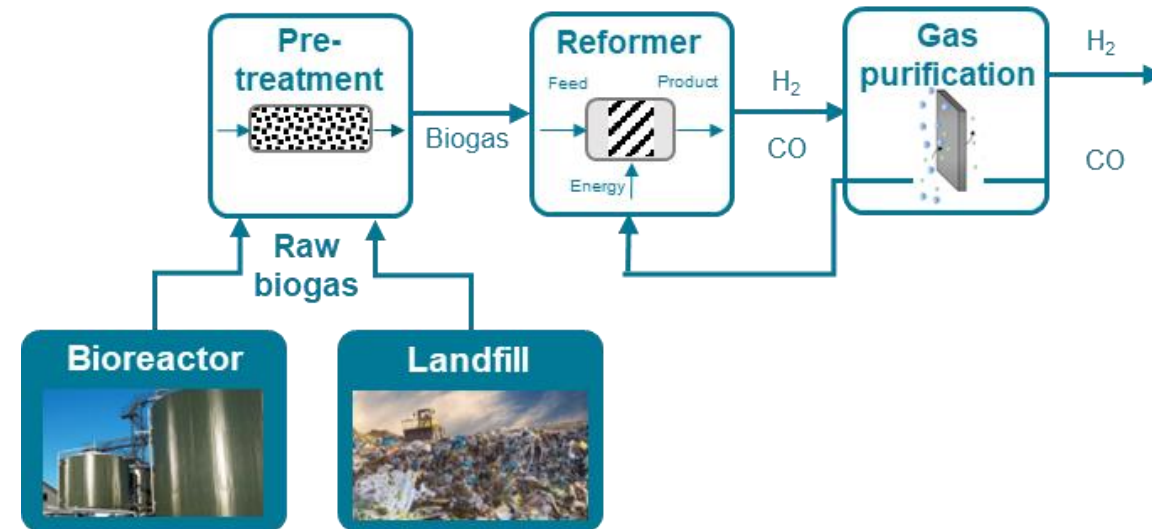 Pre-
treatment
Biogas
Reformer
Feed
Product
Energy
H₂
CO
Gas
purification
H₂
CO
Raw
biogas
Bioreactor
Landfill